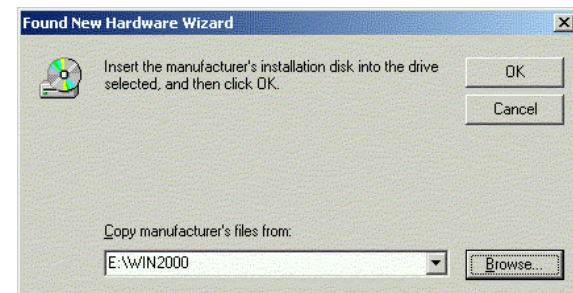 Found New Hardware Wizard
Insert the manufacturer's installation disk into the drive
selected, and then click OK.
OK
Cancel
Copy manufacturer's files from:
E:\WIN2000
Browse...